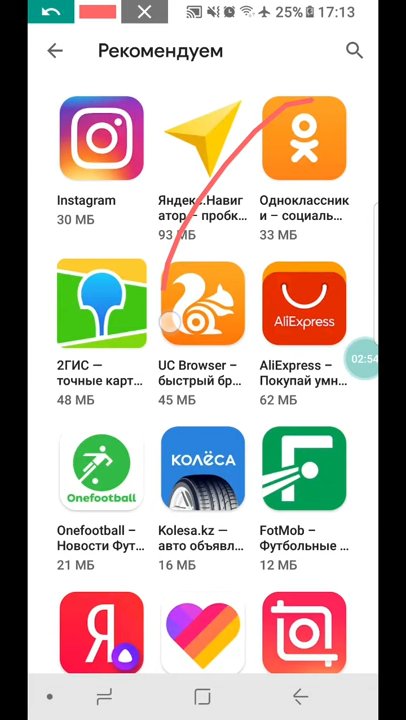 25% 17:13
Рекомендуем
Instagram
30 МБ
Яндекс.Навиг
атор – пробк…
93 МБ
Одноклассник
и – социаль…
33 МБ
2ГИС —
точные карт…
48 МБ
UC Browser –
быстрый бр…
45 МБ
AliExpress
AliExpress –
Покупай умн…
62 МБ
02:54
Onefootball
Onefootball –
Новости Фут…
21 МБ
КОЛЁСА
Kolesa.kz —
авто объявл…
16 МБ
F
FotMob –
Футбольные …
12 МБ
Я